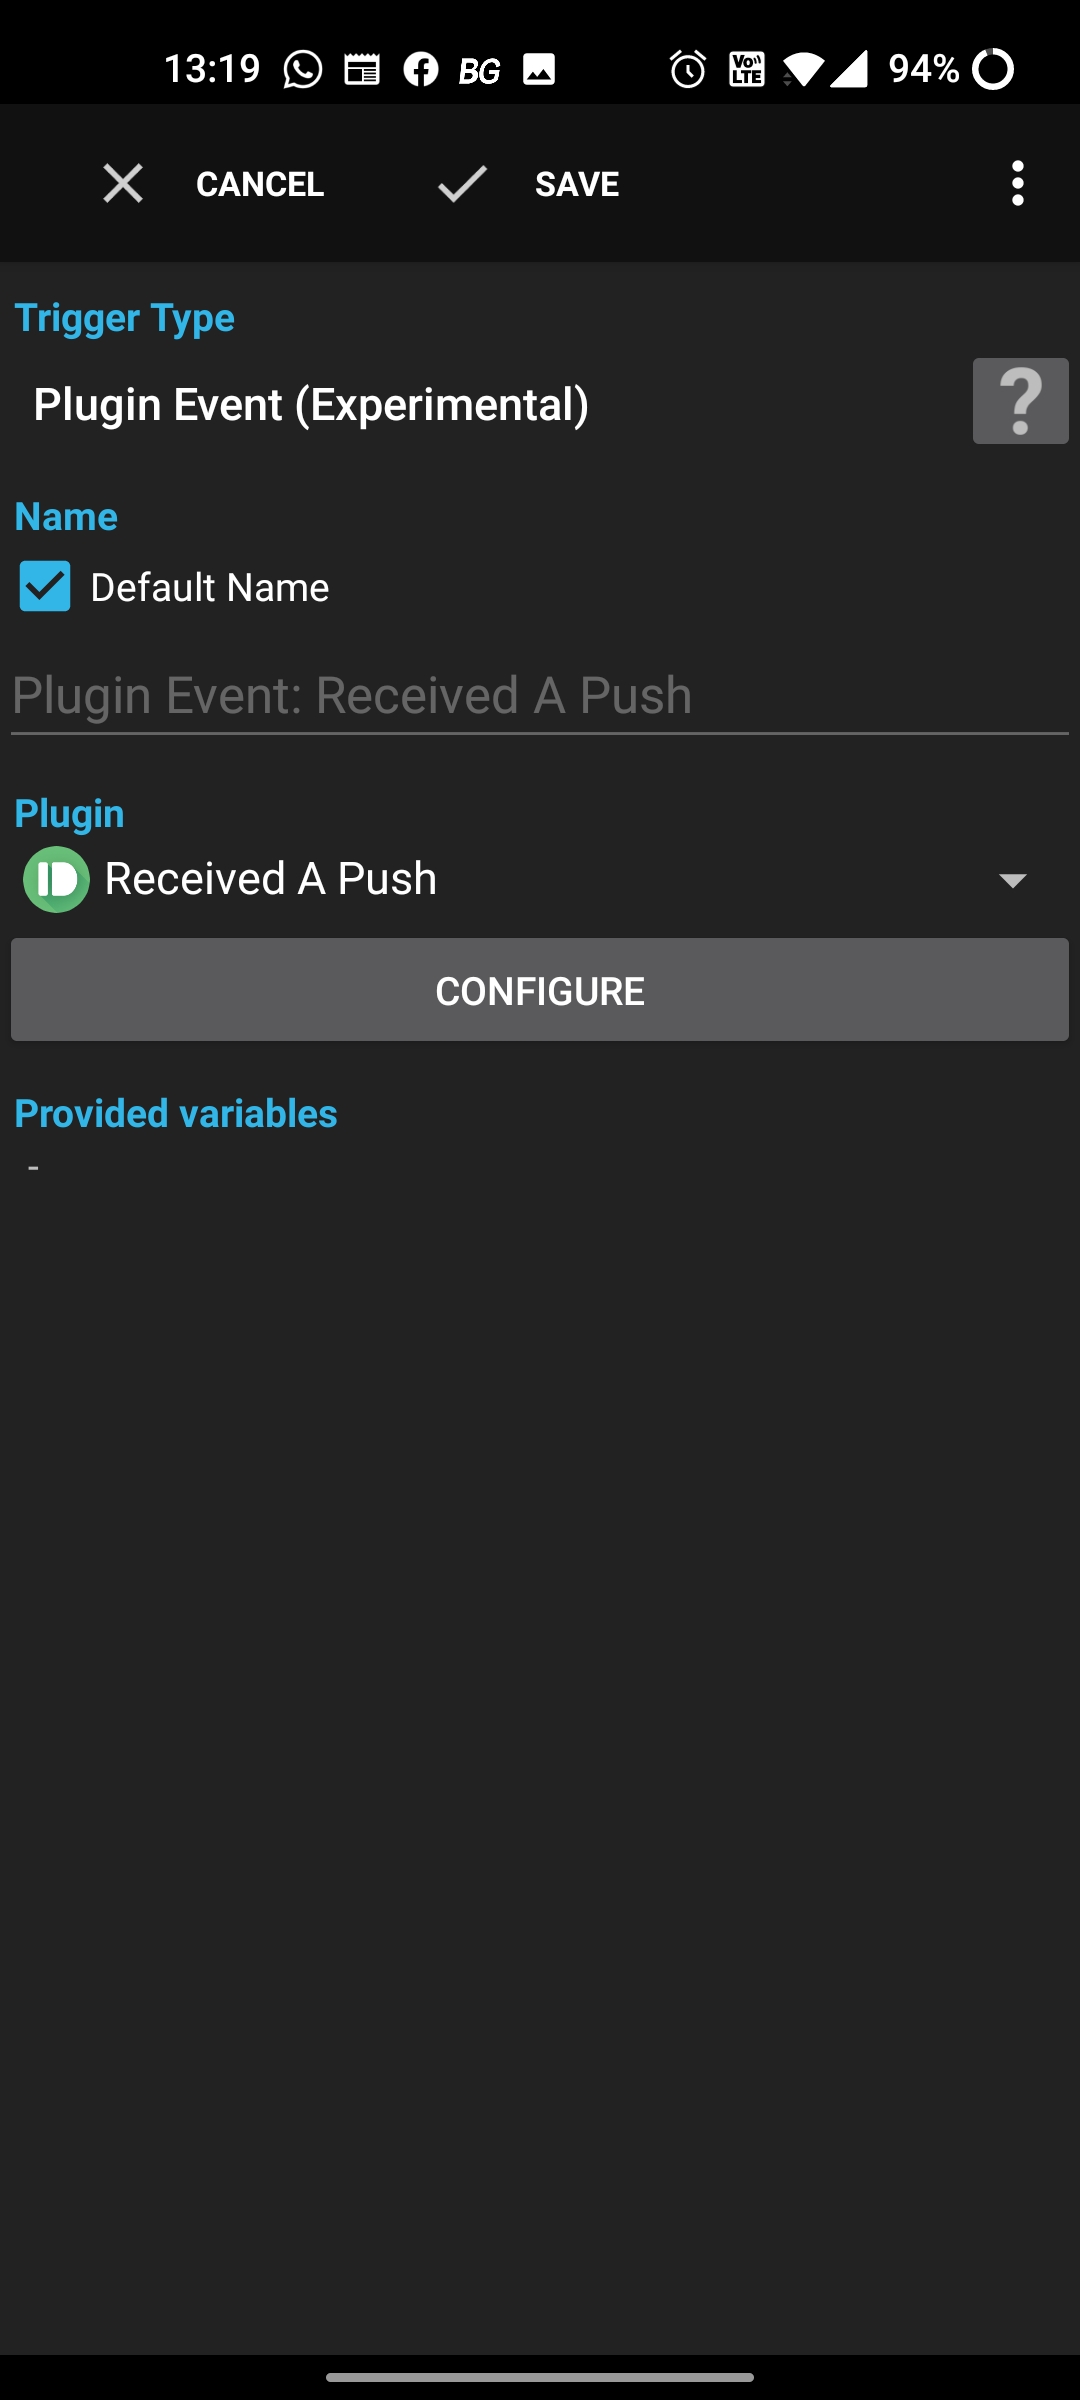 13:19 BG Vo LTE 94%
CANCEL SAVE
Trigger Type
Plugin Event (Experimental)
?
Name
Default Name
Plugin Event: Received A Push
Plugin
Received A Push
CONFIGURE
Provided variables
-